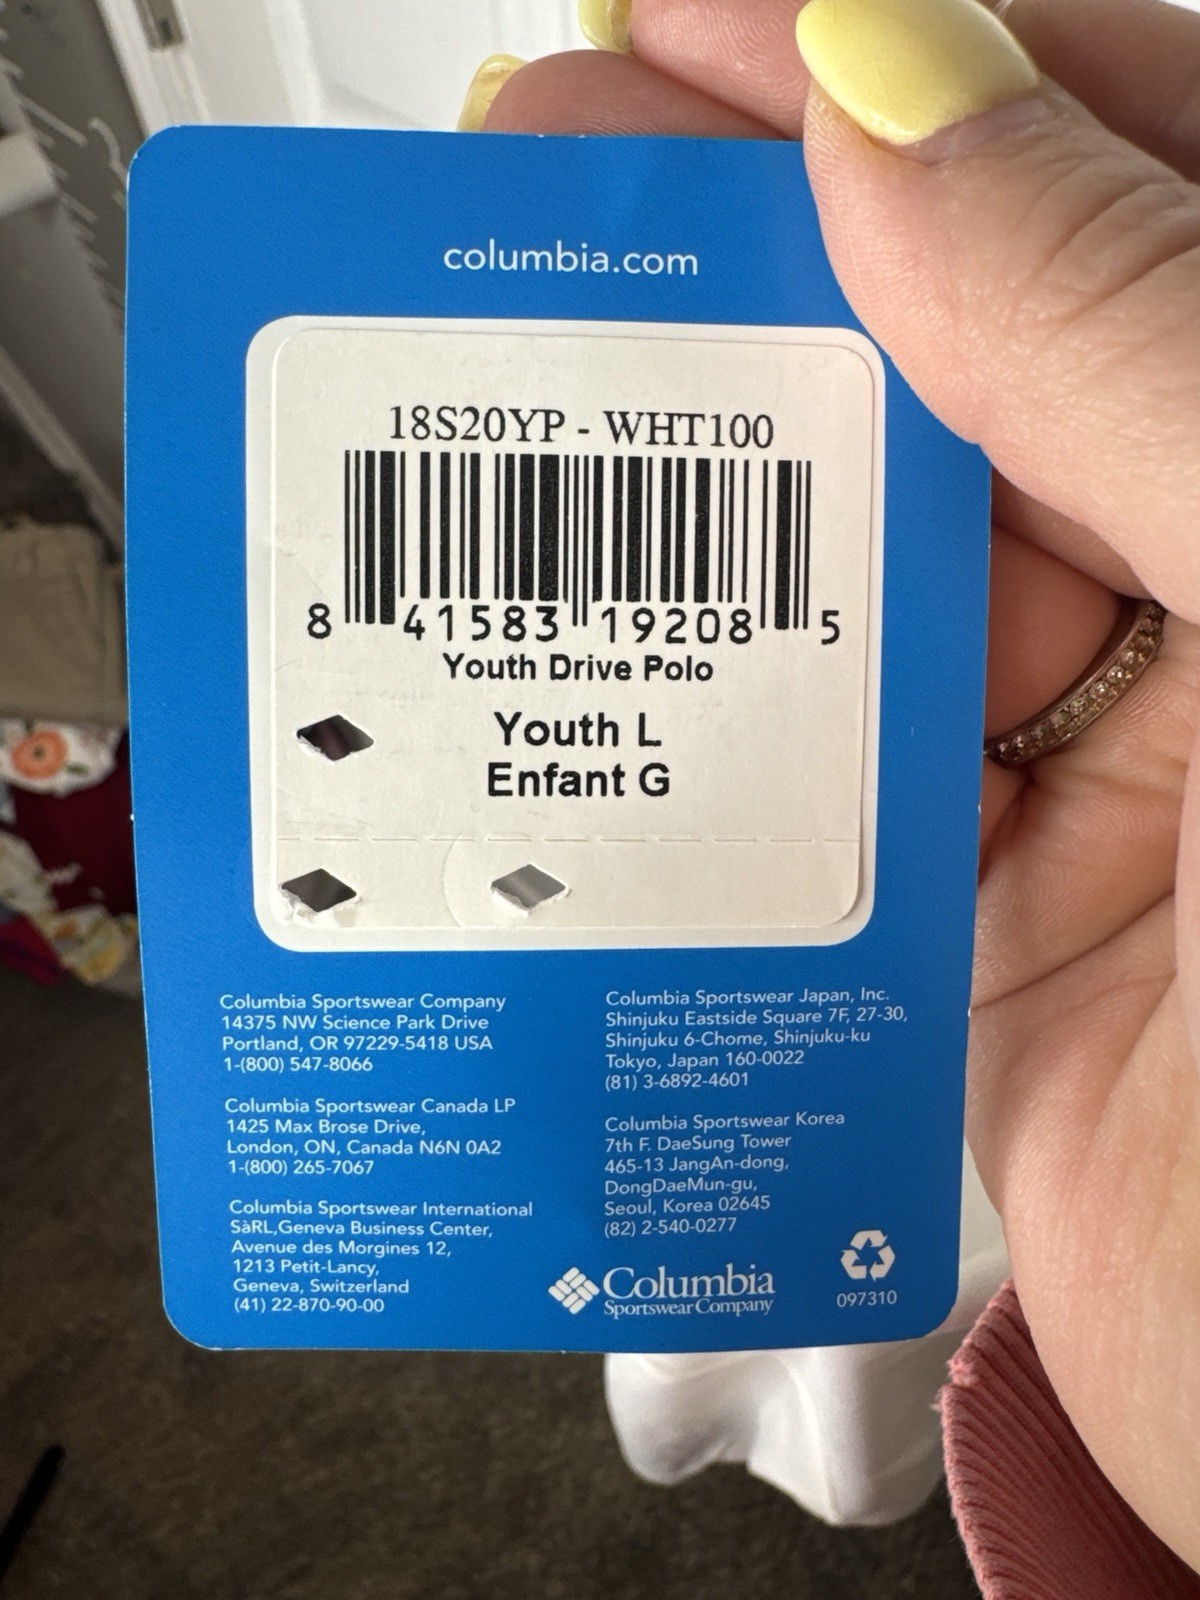 columbia.com
18S20YP - WHT100
8 41583 19208 5
Youth Drive Polo
Youth L
Enfant G
Columbia Sportswear Company
14375 NW Science Park Drive
Portland, OR 97229-5418 USA
1-(800) 547-8066
Columbia Sportswear Canada LP
1425 Max Brose Drive,
London, ON, Canada N6N 0A2
1-(800) 265-7067
Columbia Sportswear International
SàRL,Geneva Business Center,
Avenue des Morgines 12,
1213 Petit-Lancy,
Geneva, Switzerland
(41) 22-870-90-00
Columbia Sportswear Japan, Inc.
Shinjuku Eastside Square 7F, 27-30,
Shinjuku 6-Chome, Shinjuku-ku
Tokyo, Japan 160-0022
(81) 3-6892-4601
Columbia Sportswear Korea
7th F. DaeSung Tower
465-13 JangAn-dong,
DongDaeMun-gu,
Seoul, Korea 02645
(82) 2-540-0277
Columbia
Sportswear Company
097310